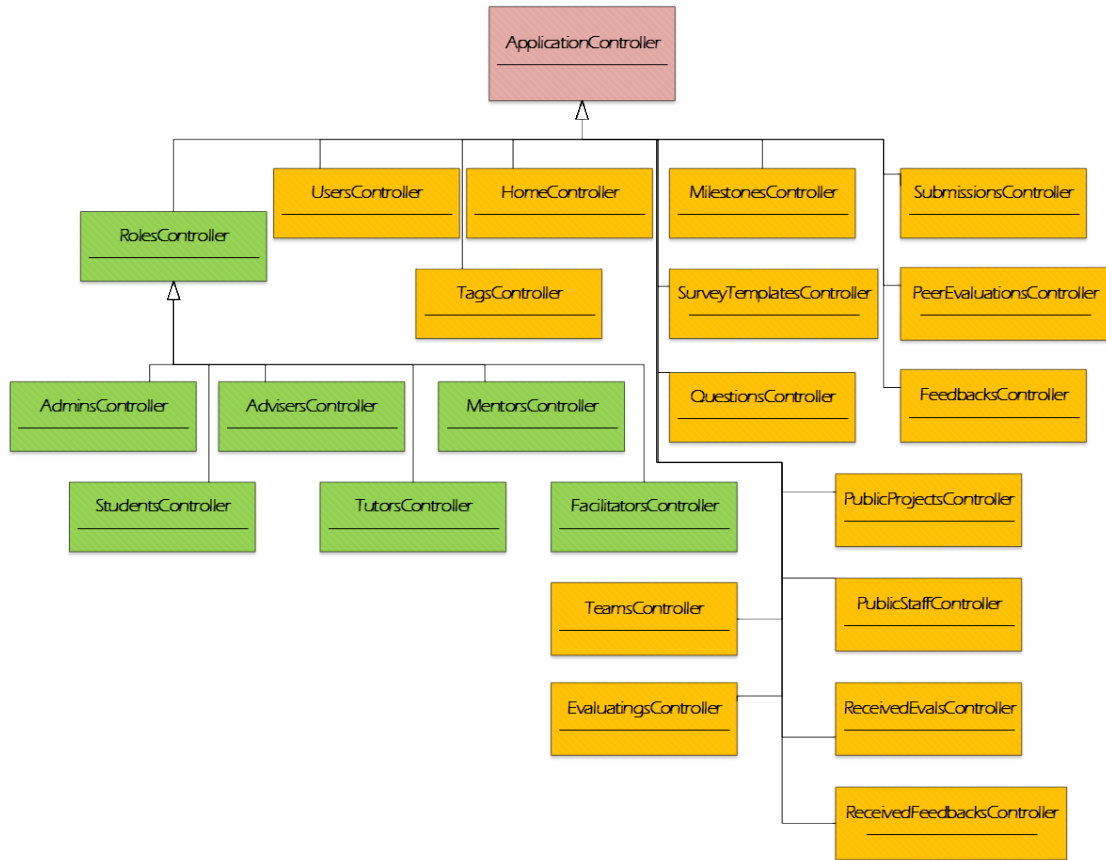 ApplicationController
UsersController
HomeController
MilestonesController
SubmissionsController
RolesController
TagsController
SurveyTemplatesController
PeerEvaluationsController
AdminsController
AdvisersController
MentorsController
QuestionsController
FeedbacksController
StudentsController
TutorsController
FacilitatorsController
PublicProjectsController
TeamsController
PublicStaffController
EvaluatingsController
ReceivedEvalsController
ReceivedFeedbacksController